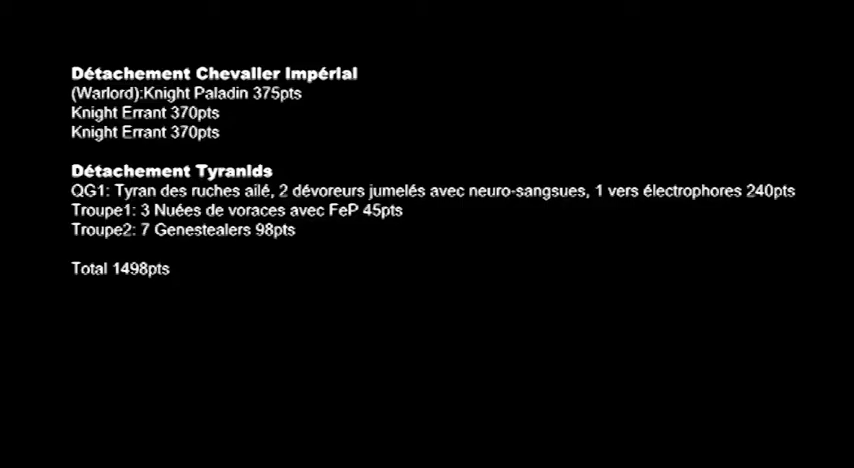 Détachement Chevalier Impérial
(Warlord):Knight Paladin 375pts
Knight Errant 370pts
Knight Errant 370pts
Détachement Tyranids
QG1: Tyran des ruches ailé, 2 dévoreurs jumelés avec neuro-sangsues, 1 vers électrophores 240pts
Troupe1: 3 Nuées de voraces avec FeP 45pts
Troupe2: 7 Genestealers 98pts
Total 1498pts